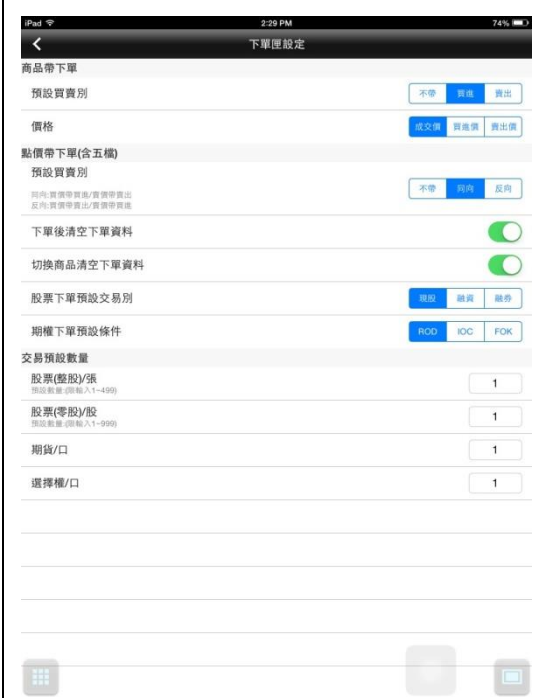 iPad 2:29 PM 74%
下單匣設定
商品帶下單
預設買賣別 不帶 買進 賣出
價格 成交價 買進價 賣出價
點價帶下單(含五檔)
預設買賣別 不帶 同向 反向
同向:買價帶買進/賣價帶賣出
反向:買價帶賣出/賣價帶買進
下單後清空下單資料
切換商品清空下單資料
股票下單預設交易別 現股 融資 融券
期權下單預設條件 ROD IOC FOK
交易預設數量
股票(整股)/張 1
預設數量:(限輸入1~499)
股票(零股)/股 1
預設數量:(限輸入1~999)
期貨/口 1
選擇權/口 1